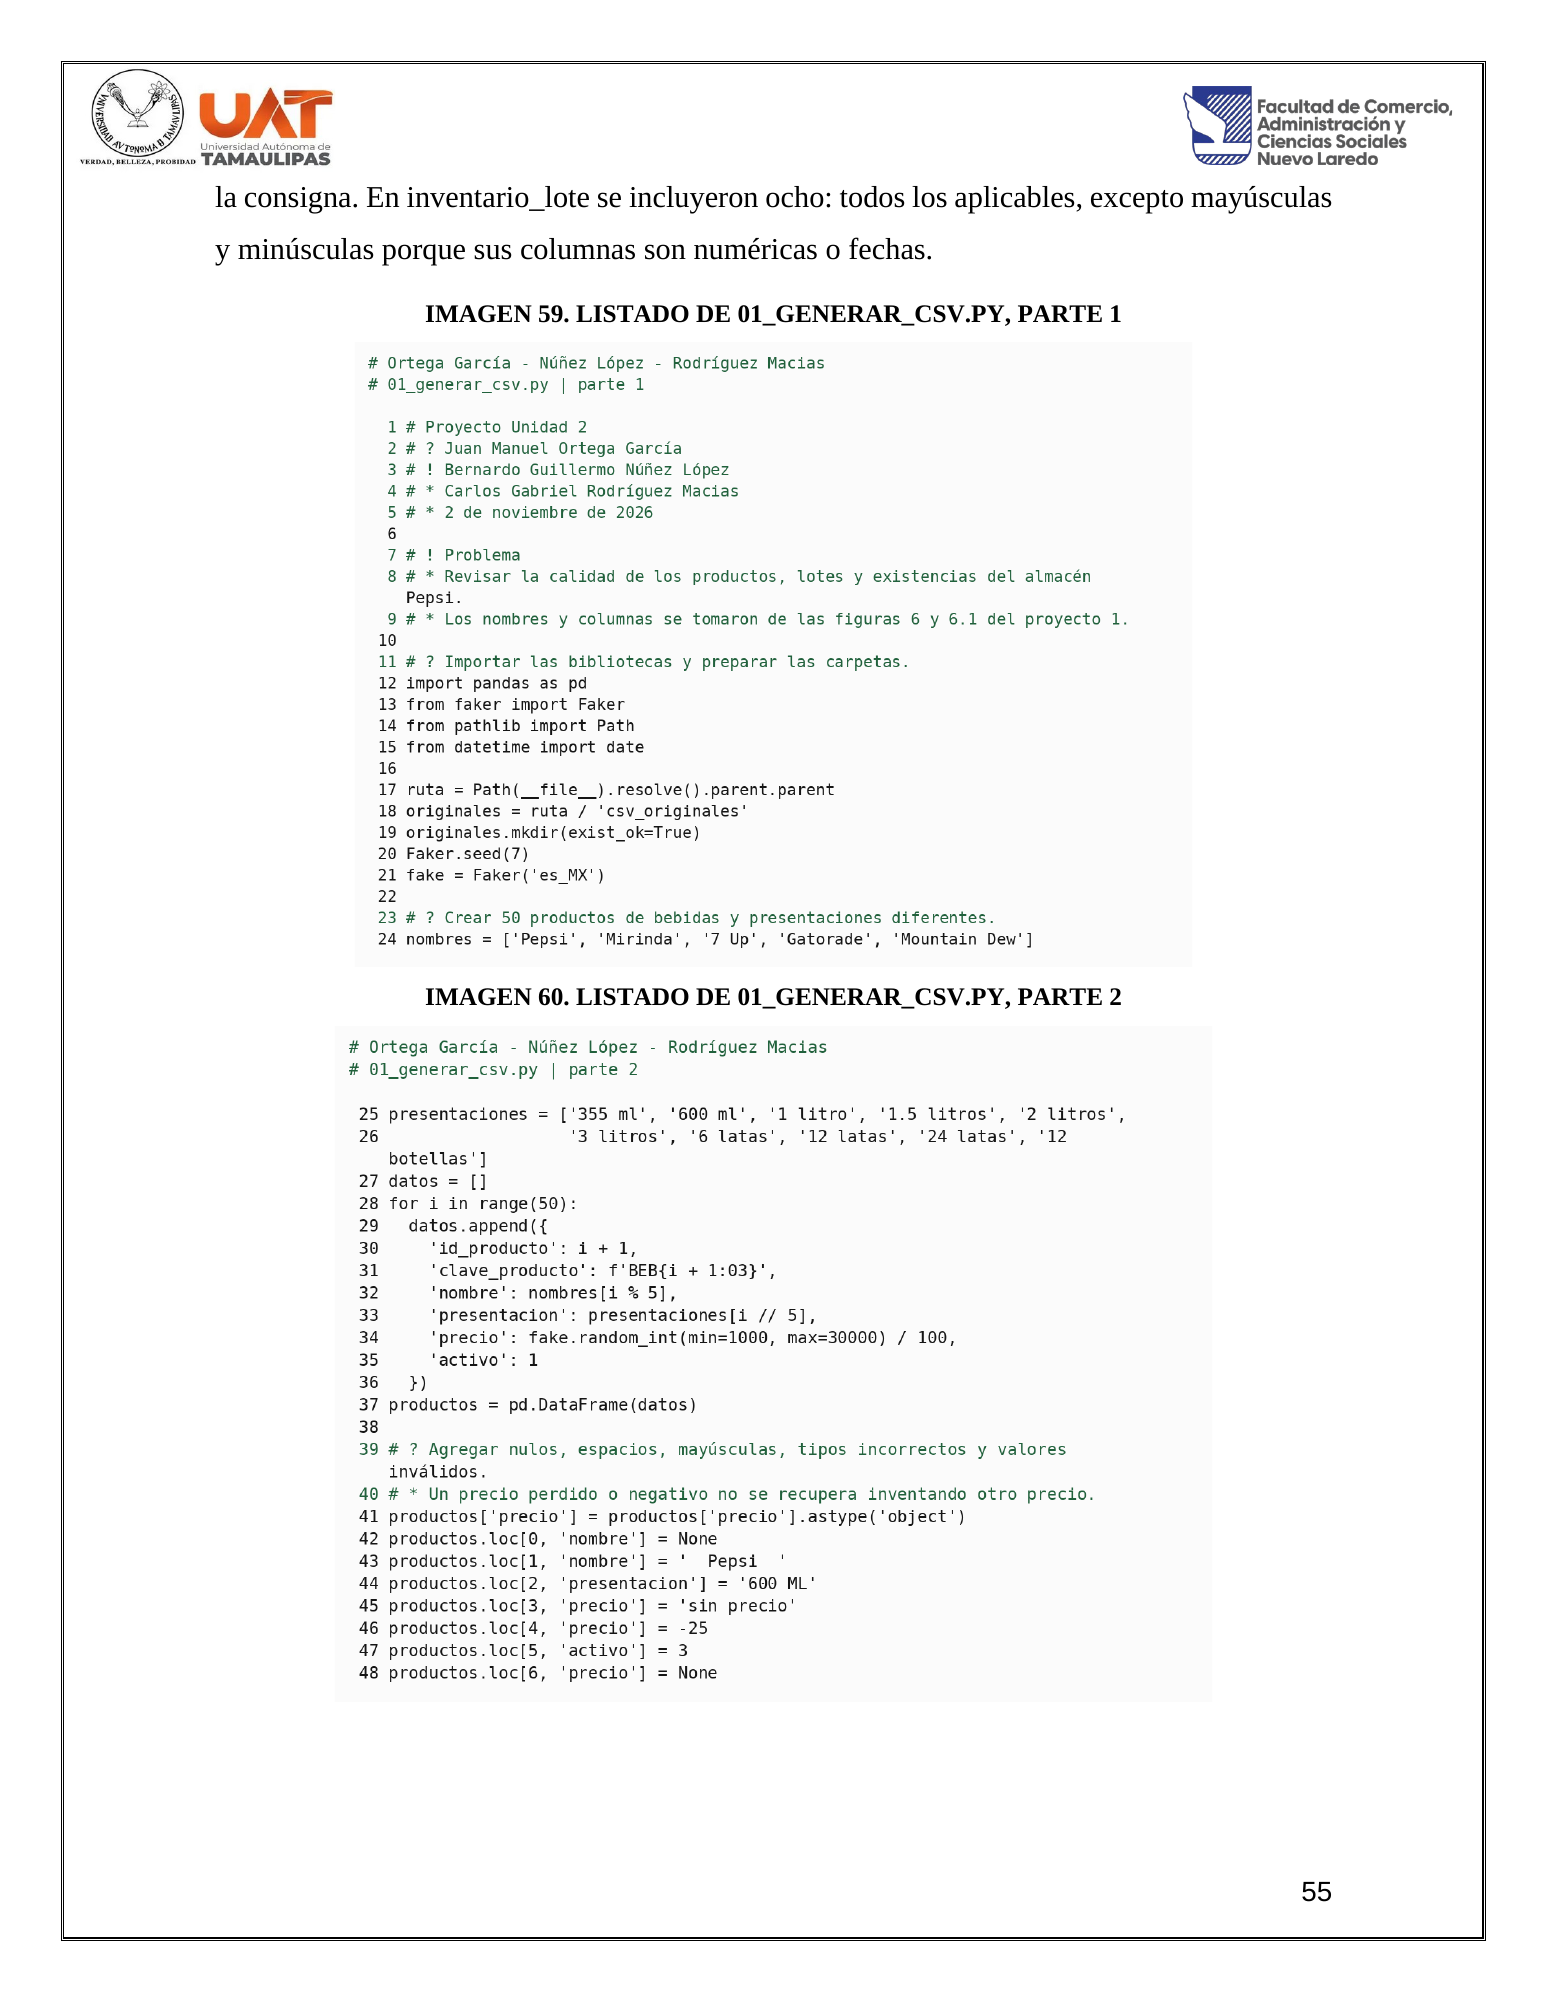 UNIVERSIDAD AVTONOMA D TAMAVLIPAS
VERDAD, BELLEZA, PROBIDAD
UAT
Universidad Autónoma de
TAMAULIPAS
Facultad de Comercio,
Administración y
Ciencias Sociales
Nuevo Laredo
la consigna. En inventario_lote se incluyeron ocho: todos los aplicables, excepto mayúsculas
y minúsculas porque sus columnas son numéricas o fechas.
IMAGEN 59. LISTADO DE 01_GENERAR_CSV.PY, PARTE 1
# Ortega García - Núñez López - Rodríguez Macias
# 01_generar_csv.py | parte 1
1 # Proyecto Unidad 2
2 # ? Juan Manuel Ortega García
3 # ! Bernardo Guillermo Núñez López
4 # * Carlos Gabriel Rodríguez Macias
5 # * 2 de noviembre de 2026
6
7 # ! Problema
8 # * Revisar la calidad de los productos, lotes y existencias del almacén
Pepsi.
9 # * Los nombres y columnas se tomaron de las figuras 6 y 6.1 del proyecto 1.
10
11 # ? Importar las bibliotecas y preparar las carpetas.
12 import pandas as pd
13 from faker import Faker
14 from pathlib import Path
15 from datetime import date
16
17 ruta = Path(__file__).resolve().parent.parent
18 originales = ruta / 'csv_originales'
19 originales.mkdir(exist_ok=True)
20 Faker.seed(7)
21 fake = Faker('es_MX')
22
23 # ? Crear 50 productos de bebidas y presentaciones diferentes.
24 nombres = ['Pepsi', 'Mirinda', '7 Up', 'Gatorade', 'Mountain Dew']
IMAGEN 60. LISTADO DE 01_GENERAR_CSV.PY, PARTE 2
# Ortega García - Núñez López - Rodríguez Macias
# 01_generar_csv.py | parte 2
25 presentaciones = ['355 ml', '600 ml', '1 litro', '1.5 litros', '2 litros',
26                   '3 litros', '6 latas', '12 latas', '24 latas', '12
botellas']
27 datos = []
28 for i in range(50):
29   datos.append({
30     'id_producto': i + 1,
31     'clave_producto': f'BEB{i + 1:03}',
32     'nombre': nombres[i % 5],
33     'presentacion': presentaciones[i // 5],
34     'precio': fake.random_int(min=1000, max=30000) / 100,
35     'activo': 1
36   })
37 productos = pd.DataFrame(datos)
38
39 # ? Agregar nulos, espacios, mayúsculas, tipos incorrectos y valores
inválidos.
40 # * Un precio perdido o negativo no se recupera inventando otro precio.
41 productos['precio'] = productos['precio'].astype('object')
42 productos.loc[0, 'nombre'] = None
43 productos.loc[1, 'nombre'] = '  Pepsi  '
44 productos.loc[2, 'presentacion'] = '600 ML'
45 productos.loc[3, 'precio'] = 'sin precio'
46 productos.loc[4, 'precio'] = -25
47 productos.loc[5, 'activo'] = 3
48 productos.loc[6, 'precio'] = None
55